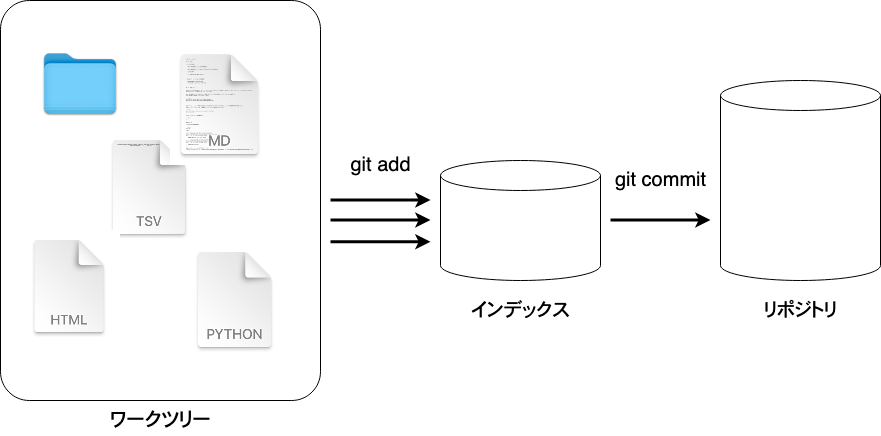 MD
TSV
HTML
PYTHON
ワークツリー
git add
インデックス
git commit
リポジトリ